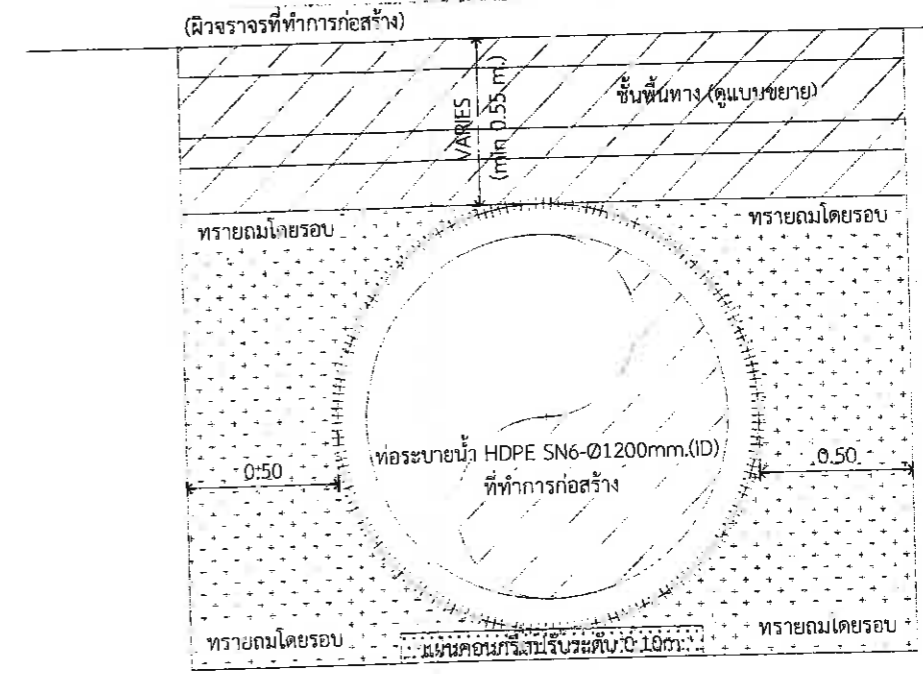 (ผิวจราจรที่ทำการก่อสร้าง)
ชั้นพื้นทาง (ดูแบบขยาย)
VARIES
(min 0.55 m.)
ทรายถมโดยรอบ
ทรายถมโดยรอบ
ท่อระบายน้ำ HDPE SN6-Ø1200mm.(ID)
ที่ทำการก่อสร้าง
0.50
0.50
ทรายถมโดยรอบ
ทรายถมโดยรอบ
แผ่นคอนกรีตปรับระดับ 0.10m.